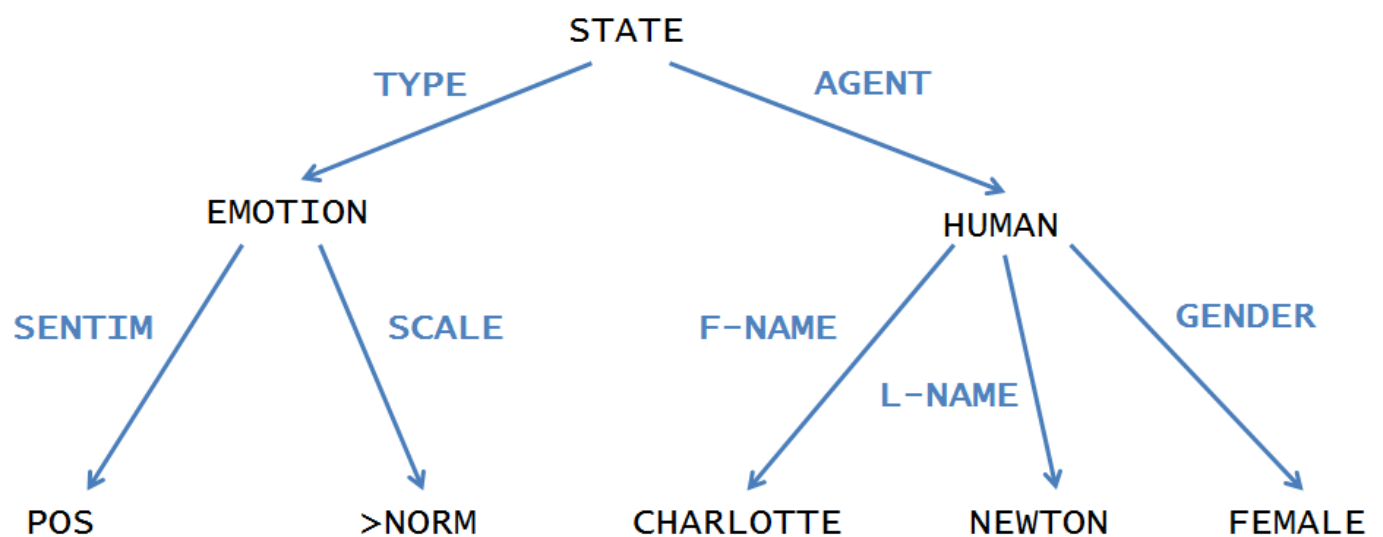 STATE
TYPE
AGENT
EMOTION
HUMAN
SENTIM
SCALE
F-NAME
GENDER
L-NAME
POS
>NORM
CHARLOTTE
NEWTON
FEMALE